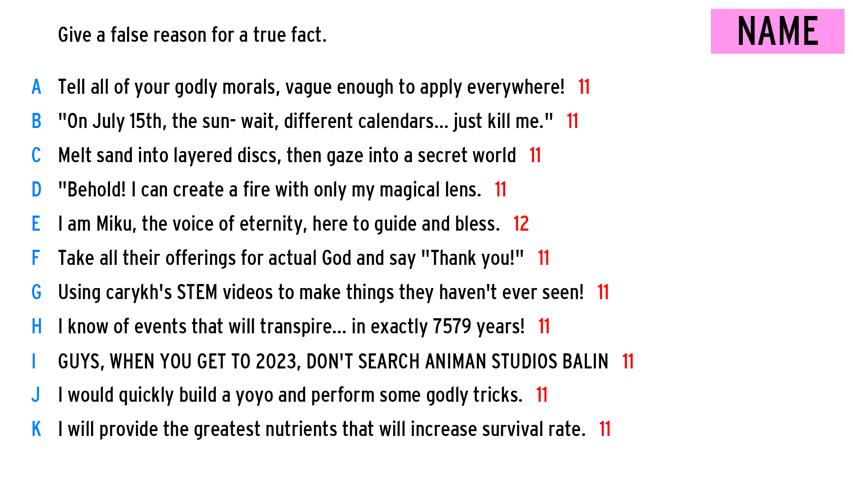 Give a false reason for a true fact.
NAME
A Tell all of your godly morals, vague enough to apply everywhere! 11
B "On July 15th, the sun- wait, different calendars... just kill me." 11
C Melt sand into layered discs, then gaze into a secret world 11
D "Behold! I can create a fire with only my magical lens. 11
E I am Miku, the voice of eternity, here to guide and bless. 12
F Take all their offerings for actual God and say "Thank you!" 11
G Using carykh's STEM videos to make things they haven't ever seen! 11
H I know of events that will transpire... in exactly 7579 years! 11
I GUYS, WHEN YOU GET TO 2023, DON'T SEARCH ANIMAN STUDIOS BALIN 11
J I would quickly build a yoyo and perform some godly tricks. 11
K I will provide the greatest nutrients that will increase survival rate. 11